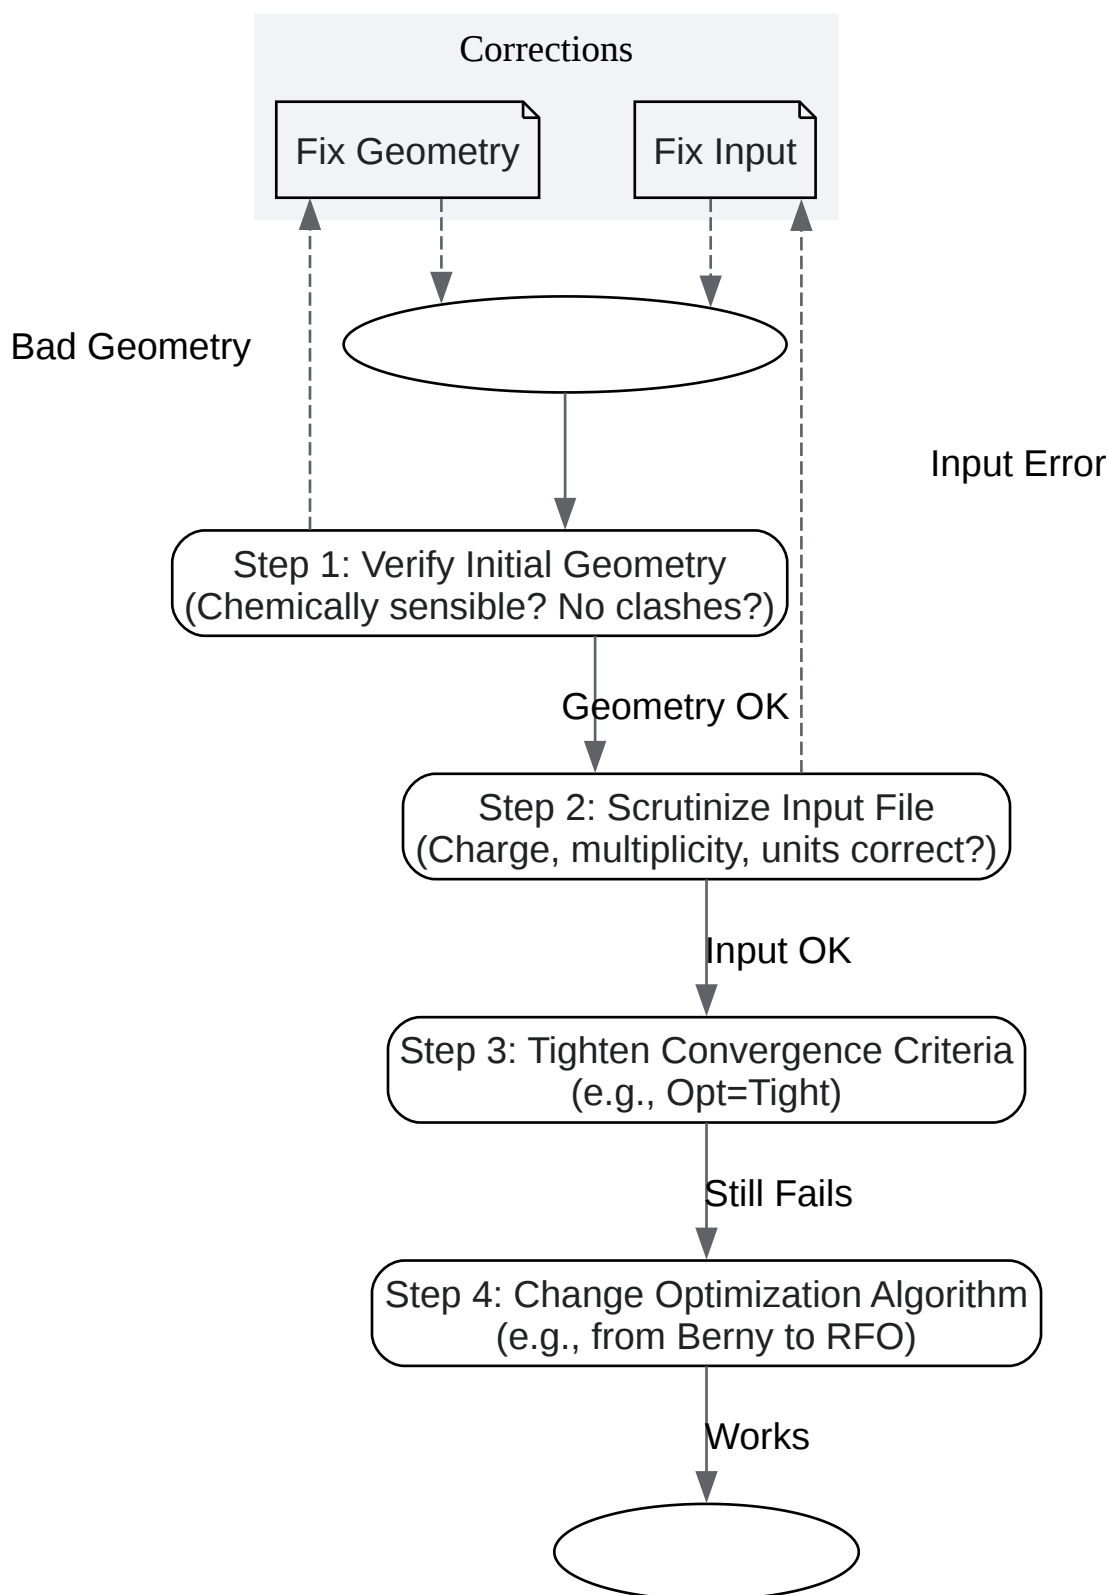 Corrections
Fix Geometry
Fix Input
Bad Geometry
Input Error
Step 1: Verify Initial Geometry
(Chemically sensible? No clashes?)
Geometry OK
Step 2: Scrutinize Input File
(Charge, multiplicity, units correct?)
Input OK
Step 3: Tighten Convergence Criteria
(e.g., Opt=Tight)
Still Fails
Step 4: Change Optimization Algorithm
(e.g., from Berny to RFO)
Works